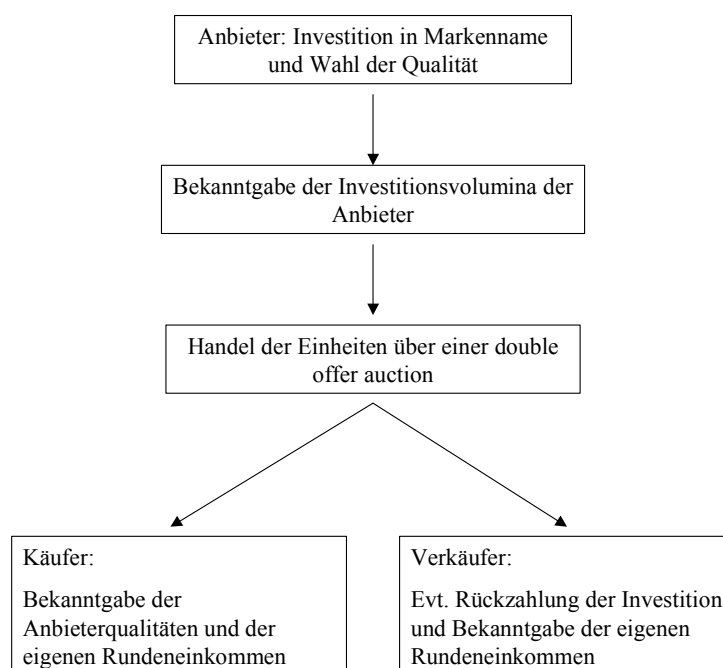 Anbieter: Investition in Markenname
und Wahl der Qualität
Bekanntgabe der Investitionsvolumina der
Anbieter
Handel der Einheiten über einer double
offer auction
Käufer:
Bekanntgabe der
Anbieterqualitäten und der
eigenen Rundeneinkommen
Verkäufer:
Evt. Rückzahlung der Investition
und Bekanntgabe der eigenen
Rundeneinkommen